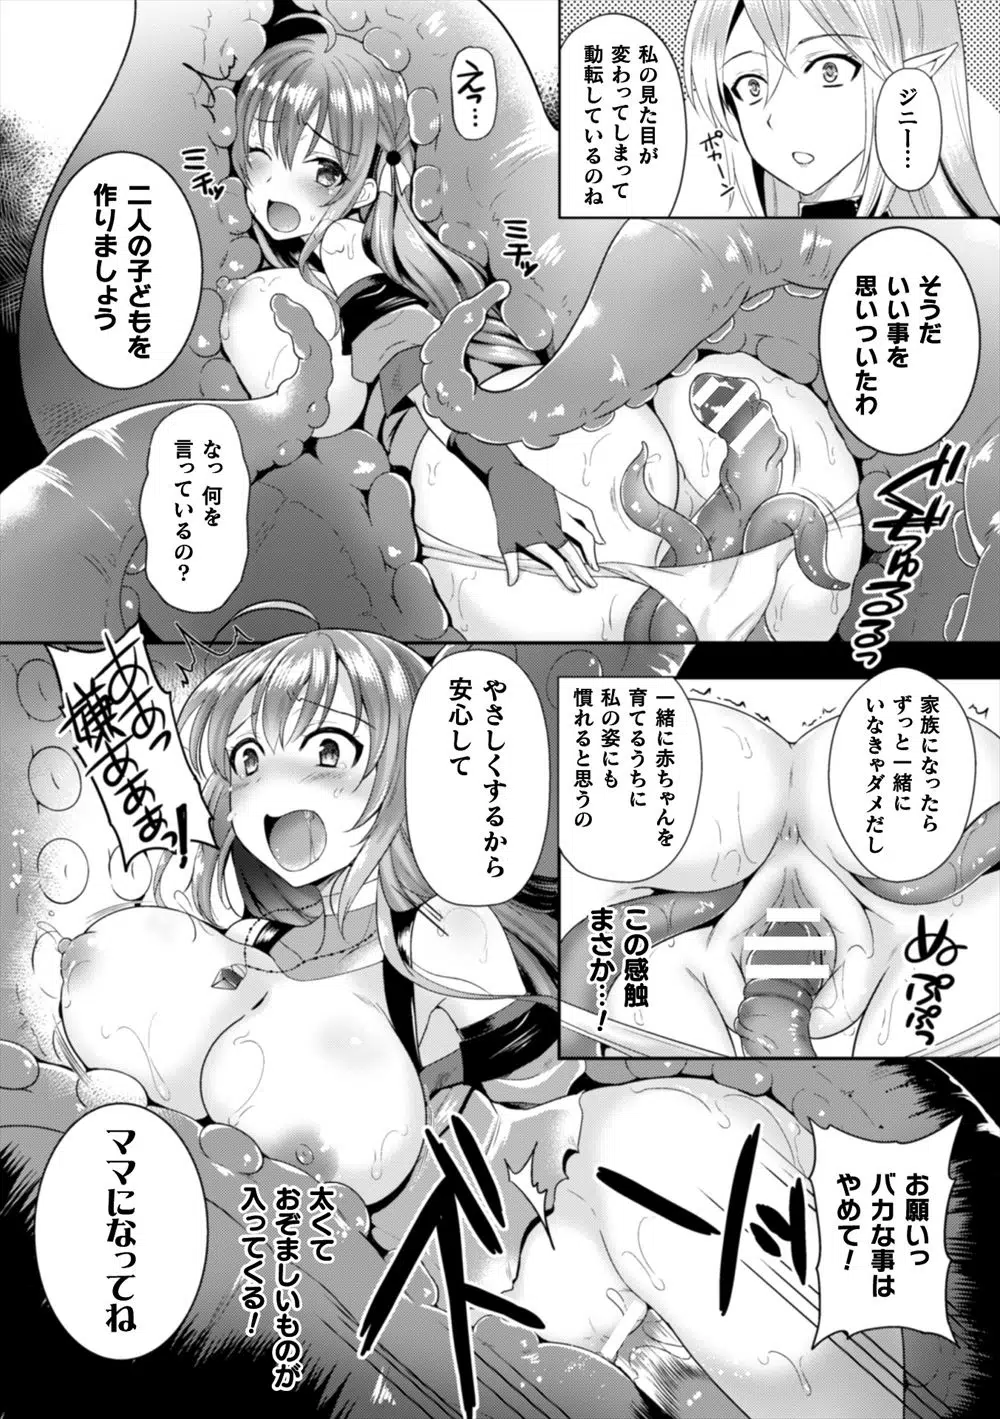 ジニー…
私の見た目が
変わってしまって
動転しているのね
ポカーン
えっ…
ミチッ
ミチッ
そうだ
いい事を
思いついたわ
二人の子どもを
作りましょう
なっ 何を
言っているの？
ぐちゅるるっ
家族になったら
ずっと一緒に
いなきゃダメだし
一緒に赤ちゃんを
育てるうちに
私の姿にも
慣れると思うの
この感触
まさか…！
ぬぷぷっ
やさしくするから
安心して
あぁあっ
嫌ああぁぁっ！
お願いっ
バカな事は
やめて！
太くて
おぞましいものが
入ってくる！
ママになってね